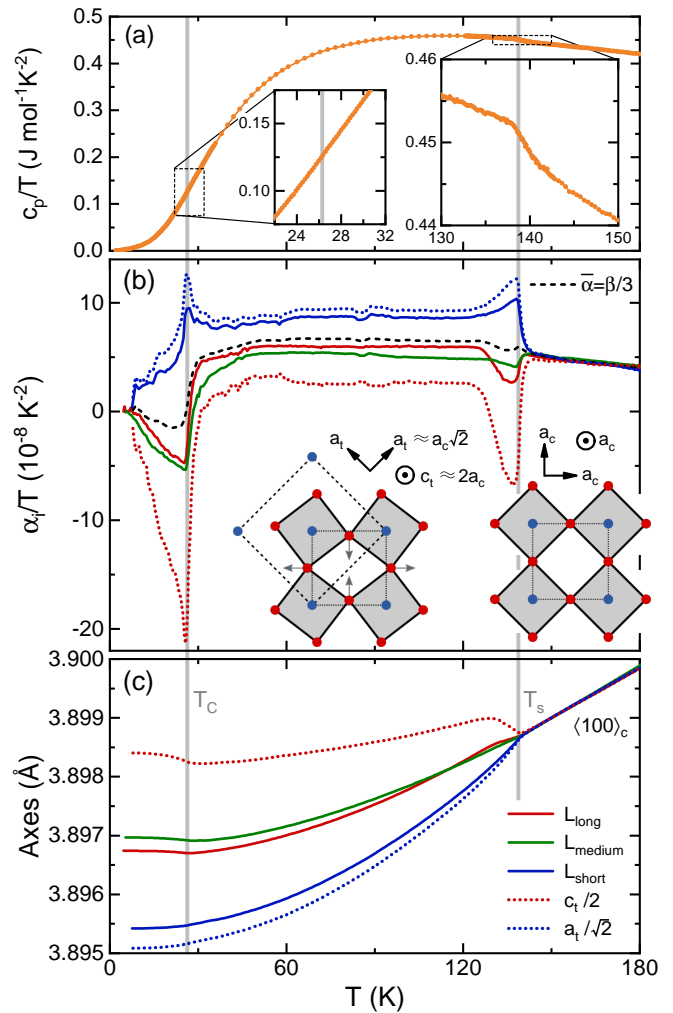 (a)
c_p/T (J mol⁻¹K⁻²)
0.5
0.4
0.3
0.2
0.1
0.0
0.15
0.10
24 28 32
0.46
0.45
0.44
130 140 150
(b)
α_i/T (10⁻⁸ K⁻²)
10
0
-10
-20
ᾱ=β/3
a_t
a_t ≈ a_c√2
c_t ≈ 2a_c
a_c
a_c
a_c
(c)
Axes (Å)
3.900
3.899
3.898
3.897
3.896
3.895
T_C
T_s
⟨100⟩_c
L_long
L_medium
L_short
c_t /2
a_t /√2
0 60 120 180
T (K)